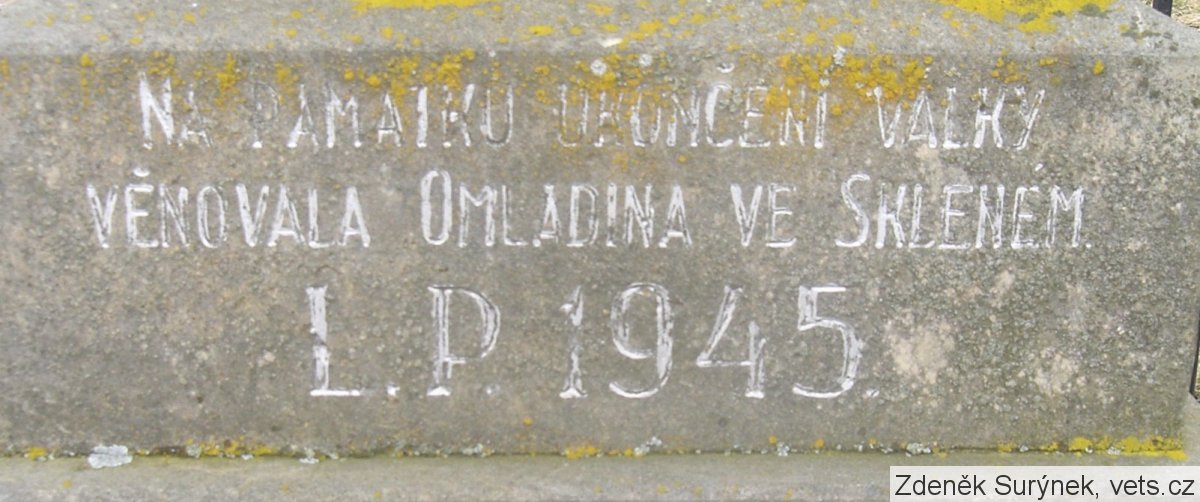 NA PAMÁTKU UKONČENÍ VÁLKY
VĚNOVALA OMLADINA VE SKLENÉM.
L. P. 1945.
Zdeněk Surýnek, vets.cz